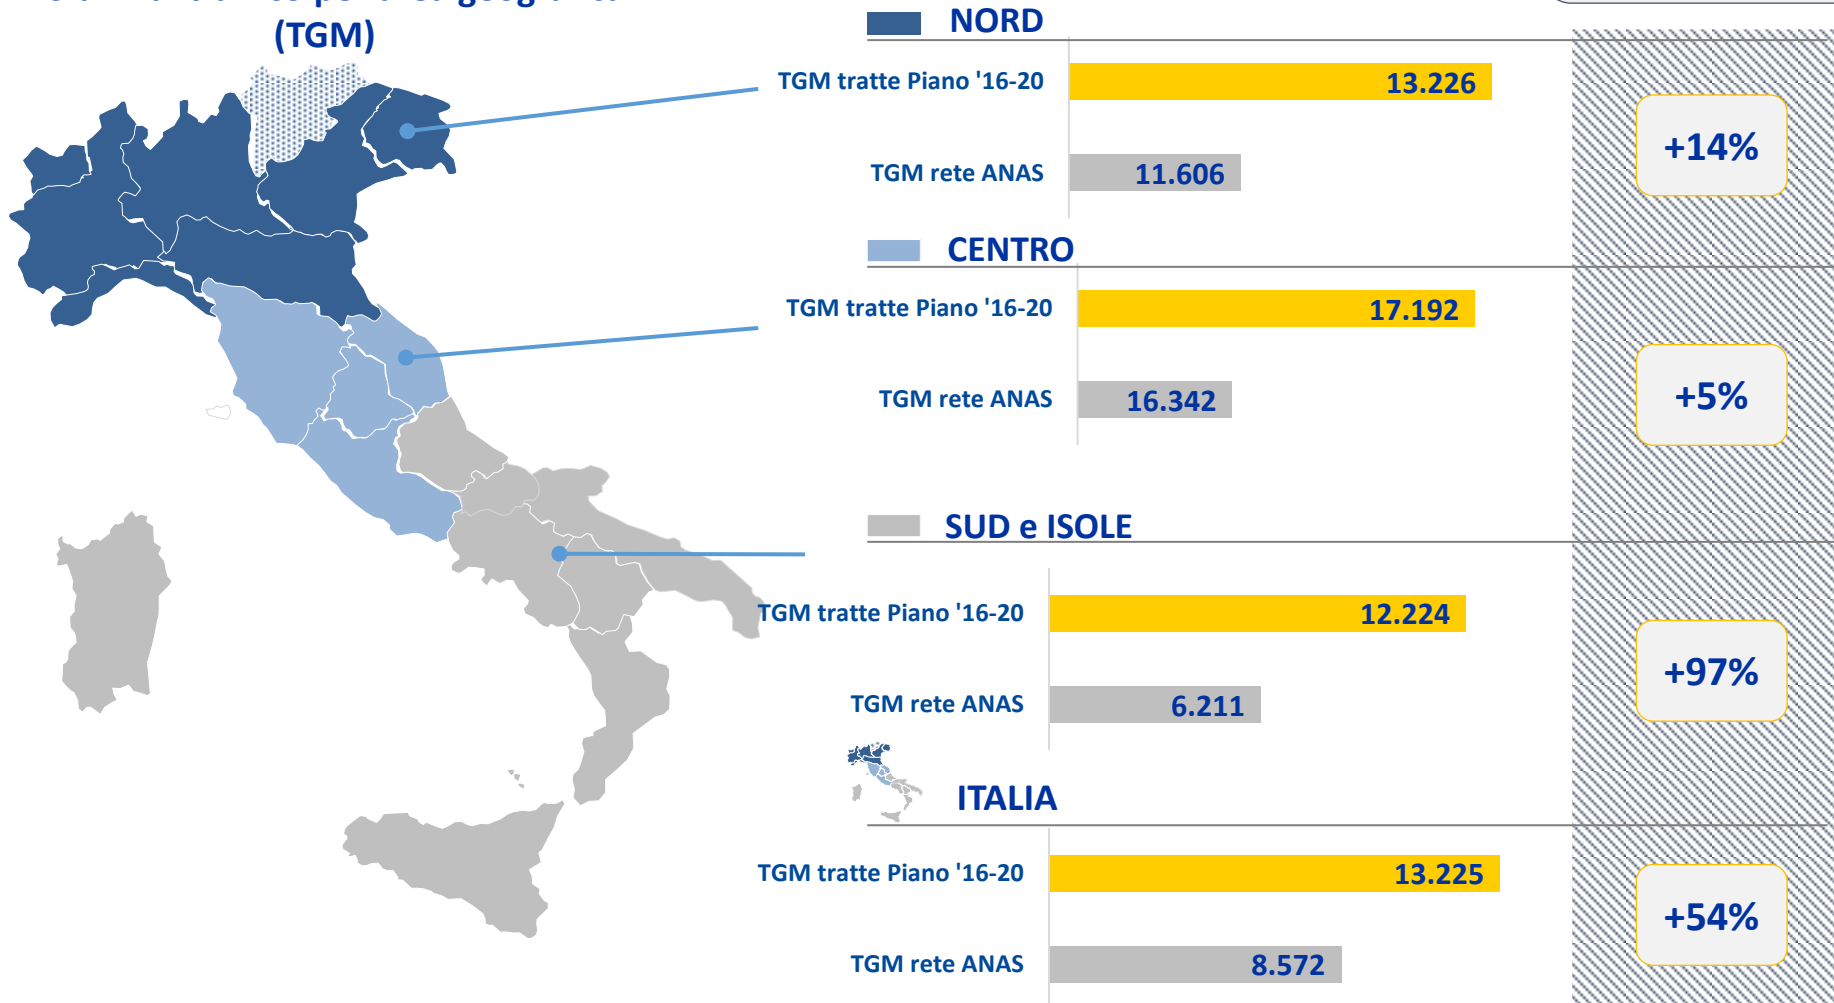 (TGM)
NORD
TGM tratte Piano '16-20
13.226
+14%
TGM rete ANAS
11.606
CENTRO
TGM tratte Piano '16-20
17.192
+5%
TGM rete ANAS
16.342
SUD e ISOLE
TGM tratte Piano '16-20
12.224
+97%
TGM rete ANAS
6.211
ITALIA
TGM tratte Piano '16-20
13.225
+54%
TGM rete ANAS
8.572